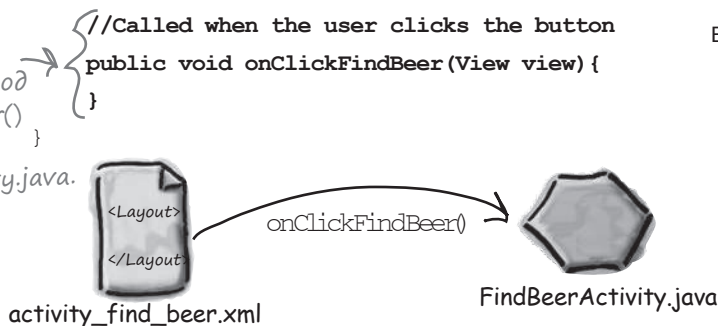 //Called when the user clicks the button
public void onClickFindBeer(View view){
}
}
y.java.
<Layout>
</Layout>
onClickFindBeer()
activity_find_beer.xml
FindBeerActivity.java